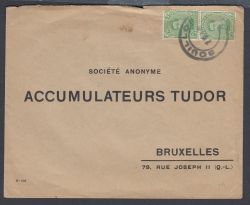 SOCIÉTÉ ANONYME
ACCUMULATEURS TUDOR
BRUXELLES
79, RUE JOSEPH II (Q.-L.)